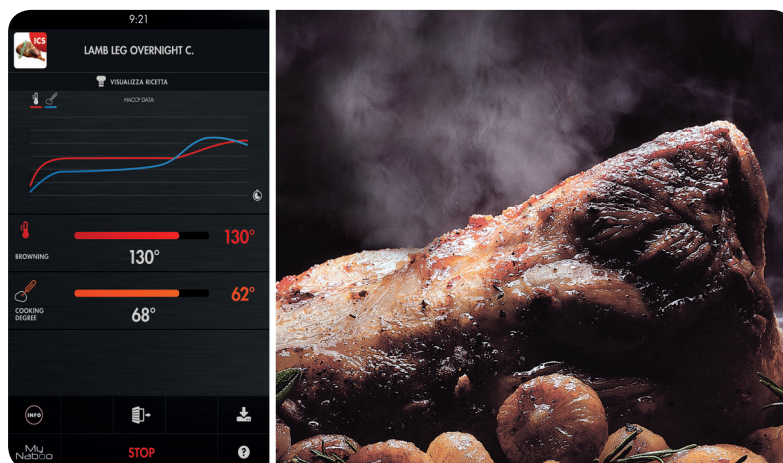 9:21
ICS
LAMB LEG OVERNIGHT C.
VISUALIZZA RICETTA
HACCP DATA
130°
BROWNING
130°
62°
COOKING
DEGREE
68°
INFO
My
Naboo
STOP
?